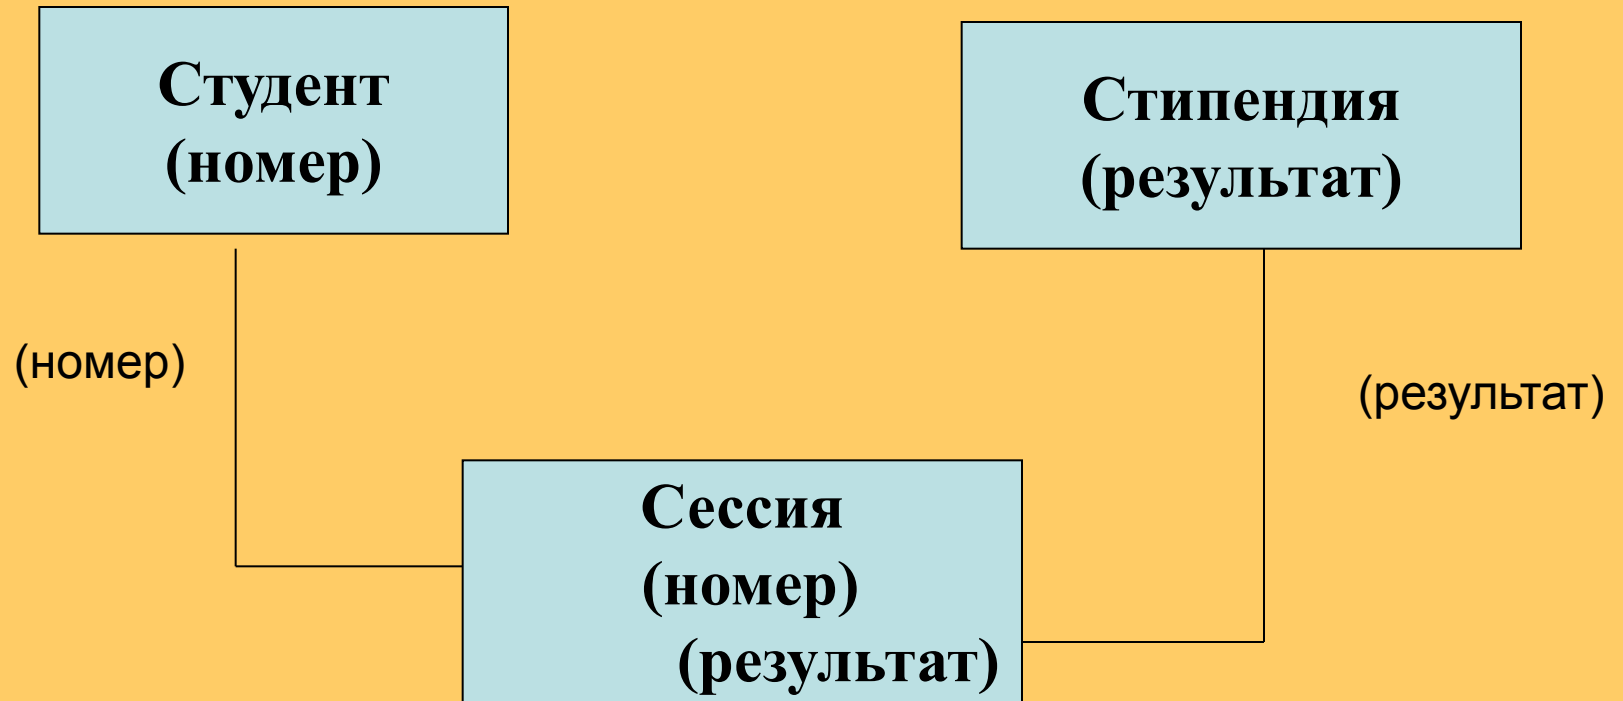 Студент
(номер)
Стипендия
(результат)
(номер)
(результат)
Сессия
(номер)
(результат)